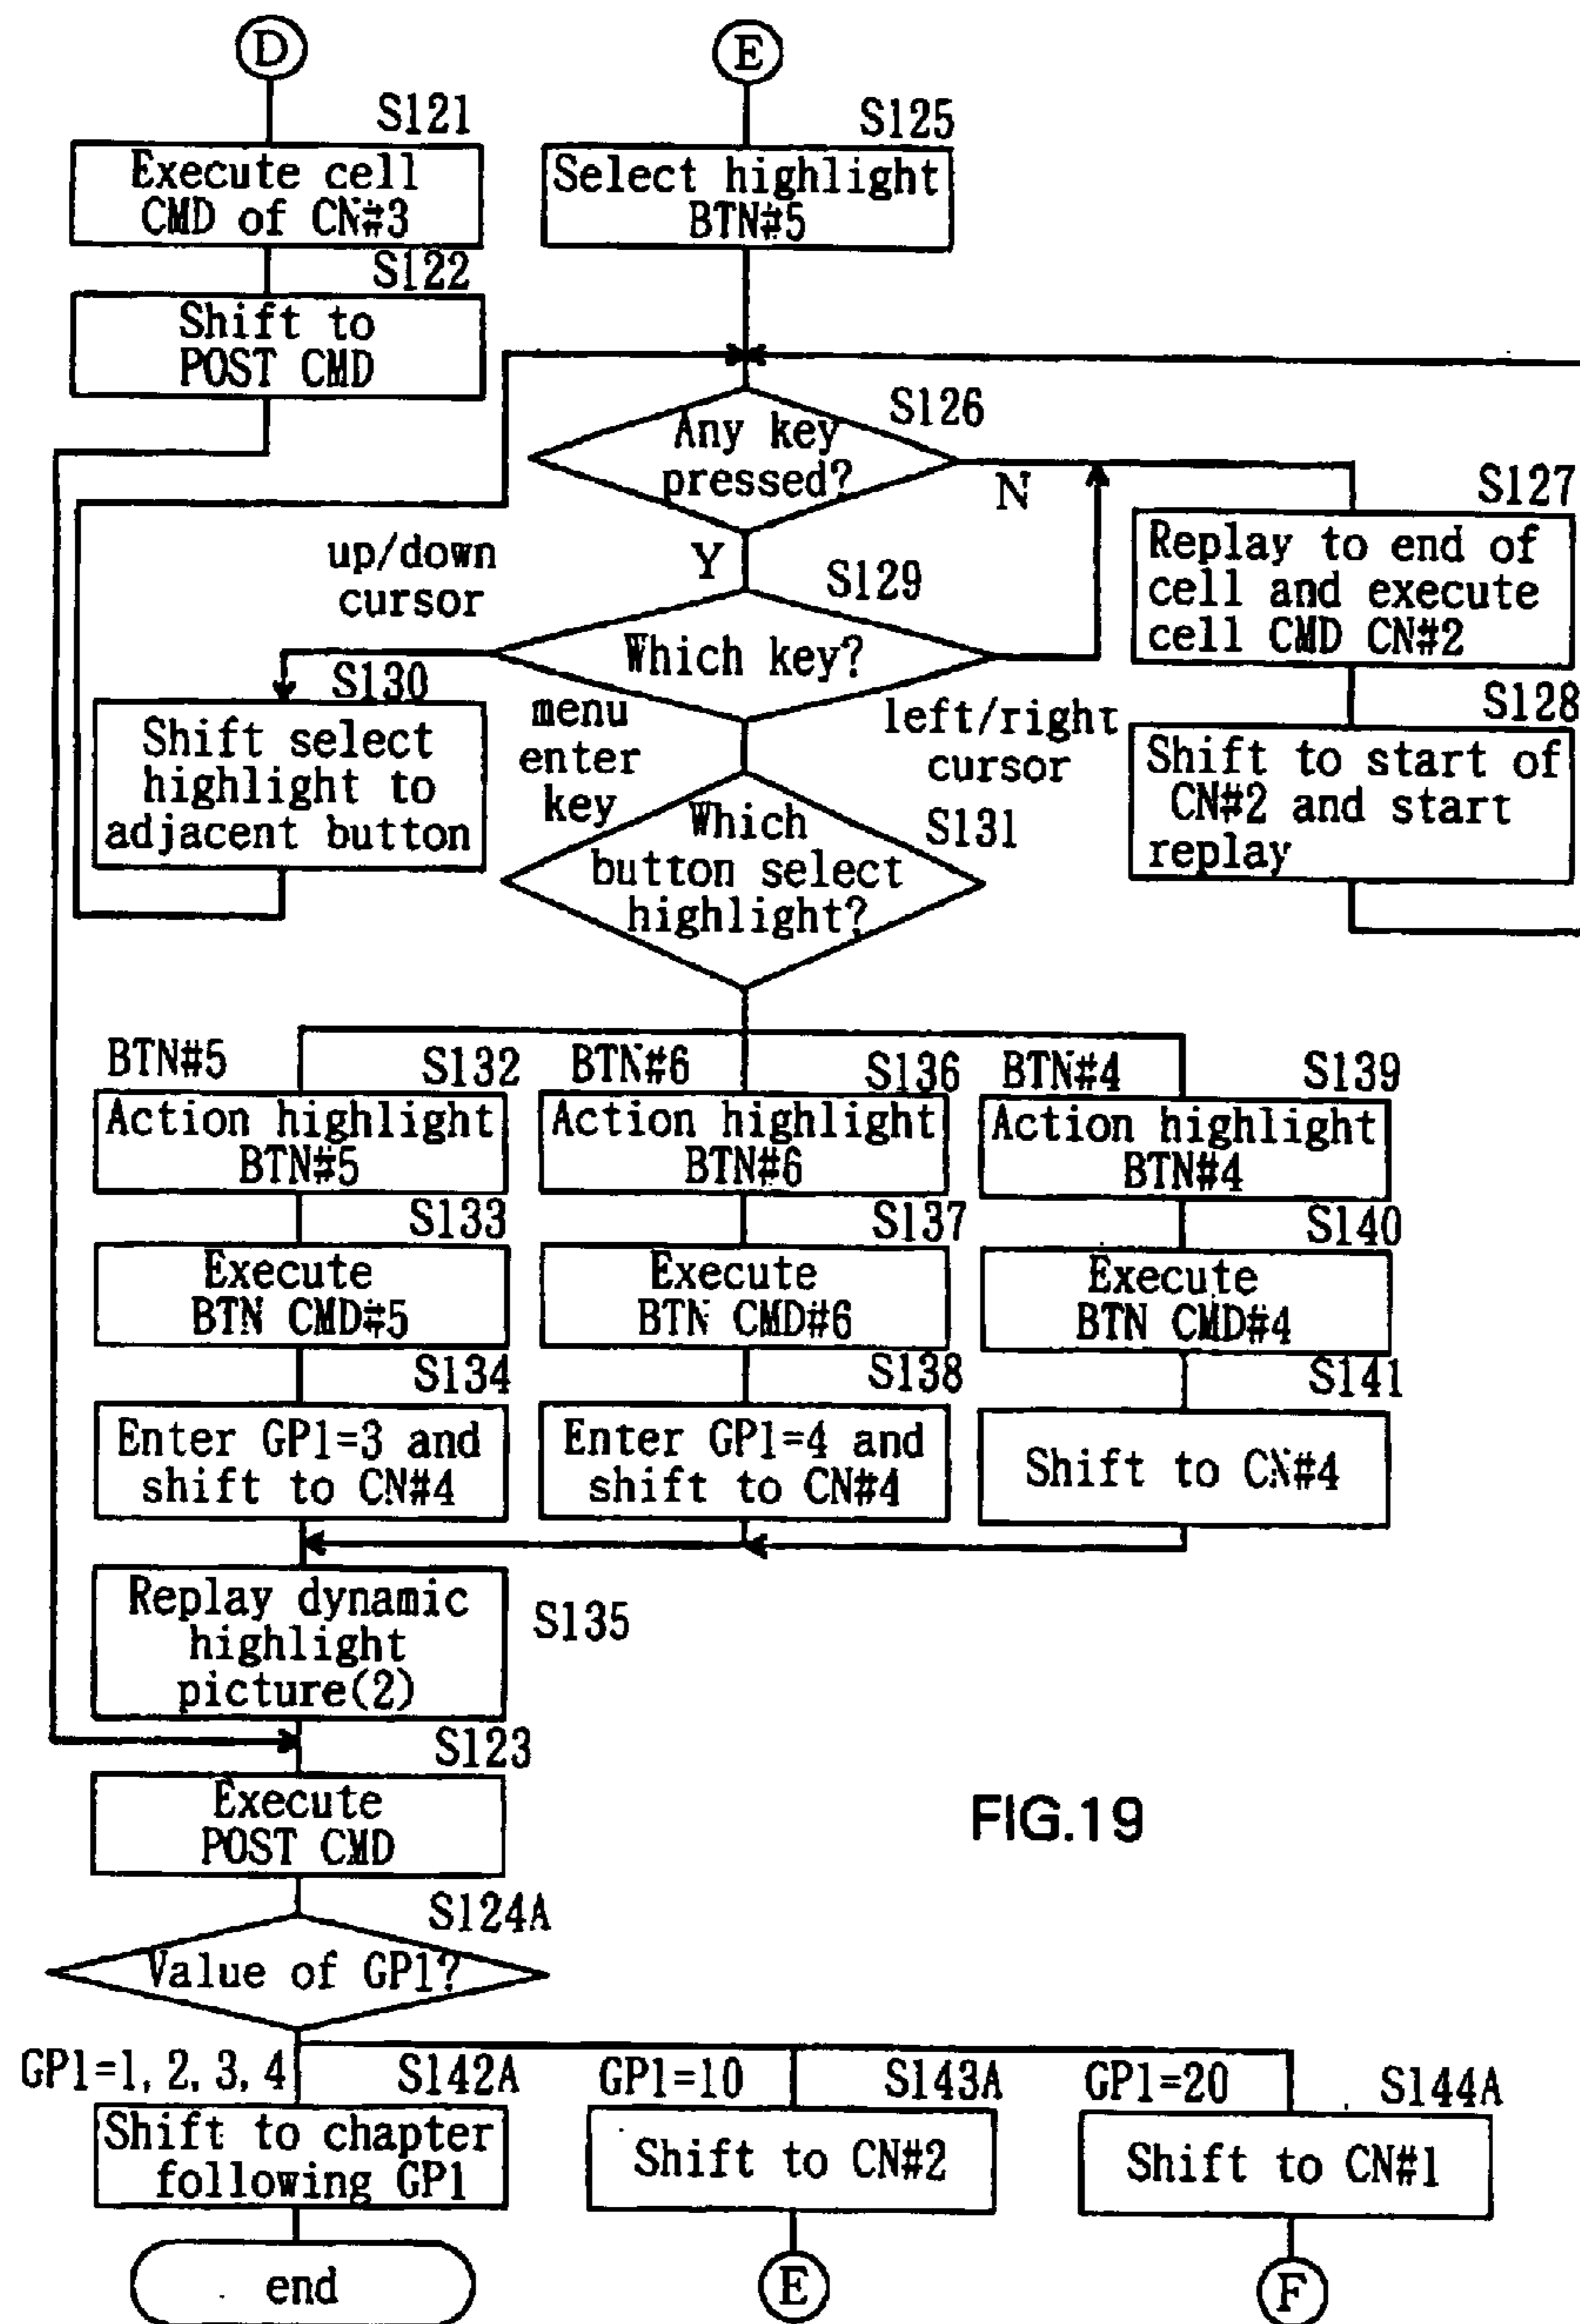 D
E
S121
Execute cell
CMD of CN#3
S125
Select highlight
BTN#5
S122
Shift to
POST CMD
S126
Any key
pressed?
N
Y
S127
Replay to end of
cell and execute
cell CMD CN#2
up/down
cursor
S129
Which key?
S130
Shift select
highlight to
adjacent button
menu
enter
key
left/right
cursor
S128
Shift to start of
CN#2 and start
replay
S131
Which
button select
highlight?
BTN#5
S132
Action highlight
BTN#5
BTN#6
S136
Action highlight
BTN#6
BTN#4
S139
Action highlight
BTN#4
S133
Execute
BTN CMD#5
S137
Execute
BTN CMD#6
S140
Execute
BTN CMD#4
S134
Enter GP1=3 and
shift to CN#4
S138
Enter GP1=4 and
shift to CN#4
S141
Shift to CN#4
Replay dynamic
highlight
picture(2)
S135
S123
Execute
POST CMD
FIG.19
S124A
Value of GP1?
GP1=1, 2, 3, 4
S142A
Shift to chapter
following GP1
GP1=10
S143A
Shift to CN#2
GP1=20
S144A
Shift to CN#1
end
E
F